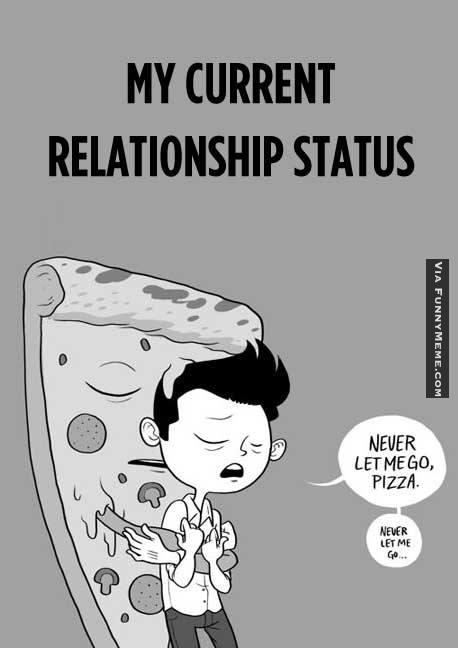 MY CURRENT
RELATIONSHIP STATUS
VIA FUNNYMEME.COM
NEVER
LET ME GO,
PIZZA.
NEVER
LET ME
GO...